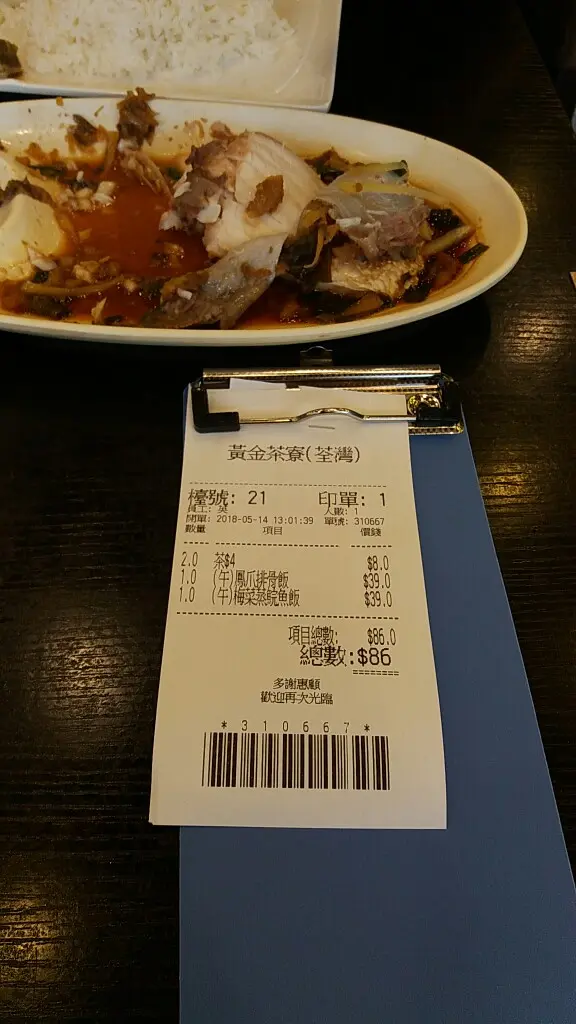 黃金茶寮(荃灣)
檯號: 21 印單: 1
員工: 英 人數: 1
開單: 2018-05-14 13:01:39 單號: 310667
數量 項目 價錢
2.0 茶$4 $8.0
1.0 (午)鳳爪排骨飯 $39.0
1.0 (午)梅菜蒸鯇魚飯 $39.0
項目總數: $86.0
總數:$86
多謝惠顧
歡迎再次光臨
*310667*